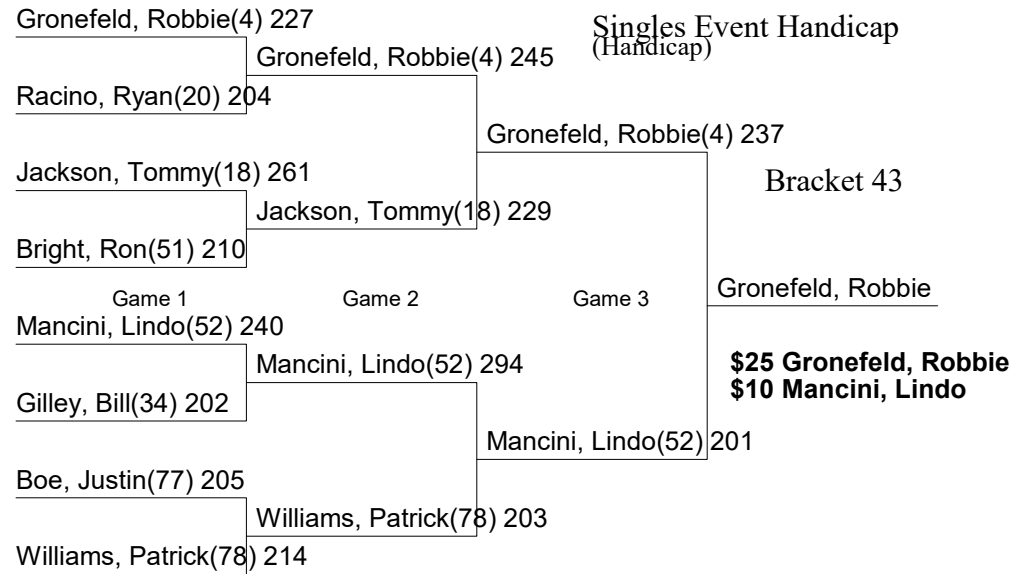 Gronefeld, Robbie(4) 227
Singles Event Handicap
(Handicap)
Gronefeld, Robbie(4) 245
Racino, Ryan(20) 204
Gronefeld, Robbie(4) 237
Jackson, Tommy(18) 261
Bracket 43
Jackson, Tommy(18) 229
Bright, Ron(51) 210
Game 1
Game 2
Game 3
Gronefeld, Robbie
Mancini, Lindo(52) 240
Mancini, Lindo(52) 294
$25 Gronefeld, Robbie
$10 Mancini, Lindo
Gilley, Bill(34) 202
Mancini, Lindo(52) 201
Boe, Justin(77) 205
Williams, Patrick(78) 203
Williams, Patrick(78) 214